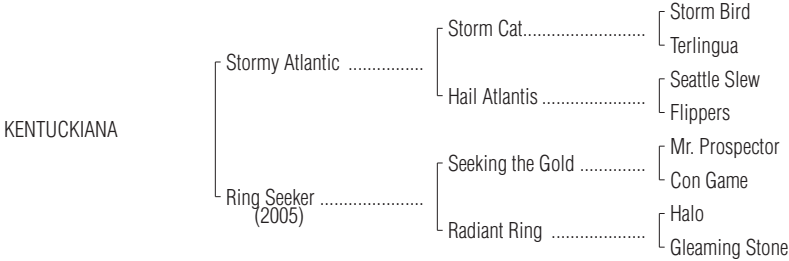 Storm Bird
Storm Cat..........................
Terlingua
Stormy Atlantic ................
Seattle Slew
Hail Atlantis ......................
Flippers
KENTUCKIANA
Mr. Prospector
Seeking the Gold ..............
Con Game
Ring Seeker ......................
(2005)
Halo
Radiant Ring ....................
Gleaming Stone